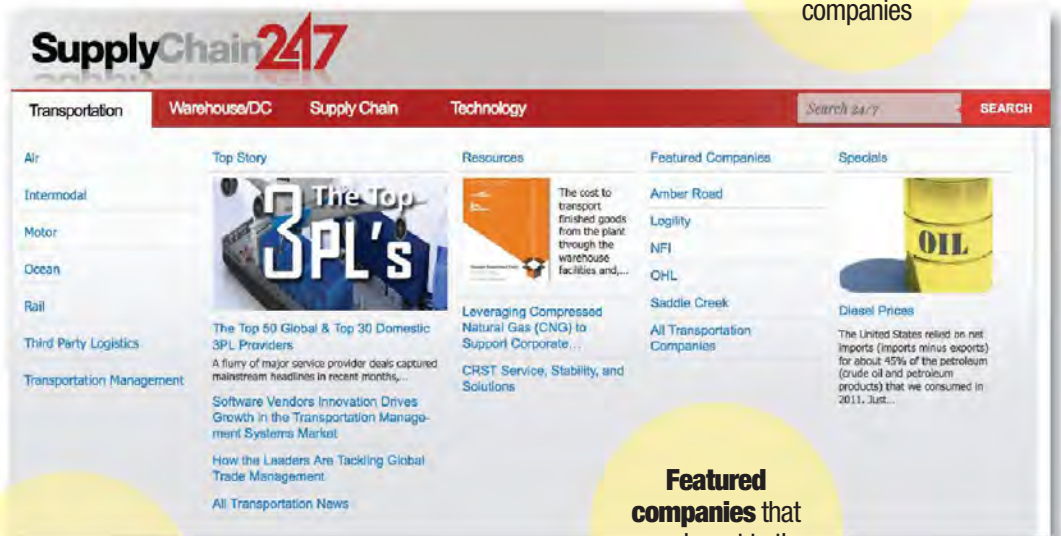 companies
SupplyChain247
Transportation
Warehouse/DC
Supply Chain
Technology
Search 24/7
SEARCH
Air
Intermodal
Motor
Ocean
Rail
Third Party Logistics
Transportation Management
Top Story
The Top
3PL's
The Top 50 Global & Top 30 Domestic
3PL Providers
A flurry of major service provider deals captured
mainstream headlines in recent months,...
Software Vendors Innovation Drives
Growth in the Transportation Manage-
ment Systems Market
How the Leaders Are Tackling Global
Trade Management
All Transportation News
Resources
The cost to
transport
finished goods
from the plant
through the
warehouse
facilities and,...
Leveraging Compressed
Natural Gas (CNG) to
Support Corporate...
CRST Service, Stability, and
Solutions
Featured Companies
Amber Road
Logility
NFI
OHL
Saddle Creek
All Transportation
Companies
Specials
OIL
Diesel Prices
The United States relied on net
imports (imports minus exports)
for about 45% of the petroleum
(crude oil and petroleum
products) that we consumed in
2011. Just...
Featured
companies that